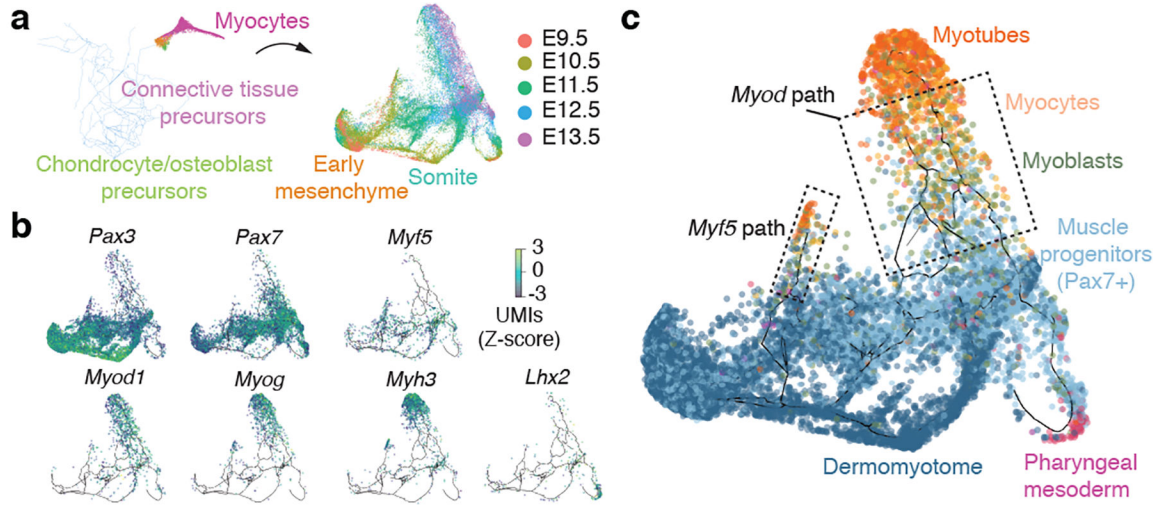 a
Myocytes
Connective tissue
precursors
Chondrocyte/osteoblast
precursors
Early
mesenchyme
Somite
E9.5
E10.5
E11.5
E12.5
E13.5
b
Pax3
Pax7
Myf5
3
0
-3
UMIs
(Z-score)
Myod1
Myog
Myh3
Lhx2
c
Myotubes
Myod path
Myocytes
Myoblasts
Myf5 path
Muscle
progenitors
(Pax7+)
Dermomyotome
Pharyngeal
mesoderm